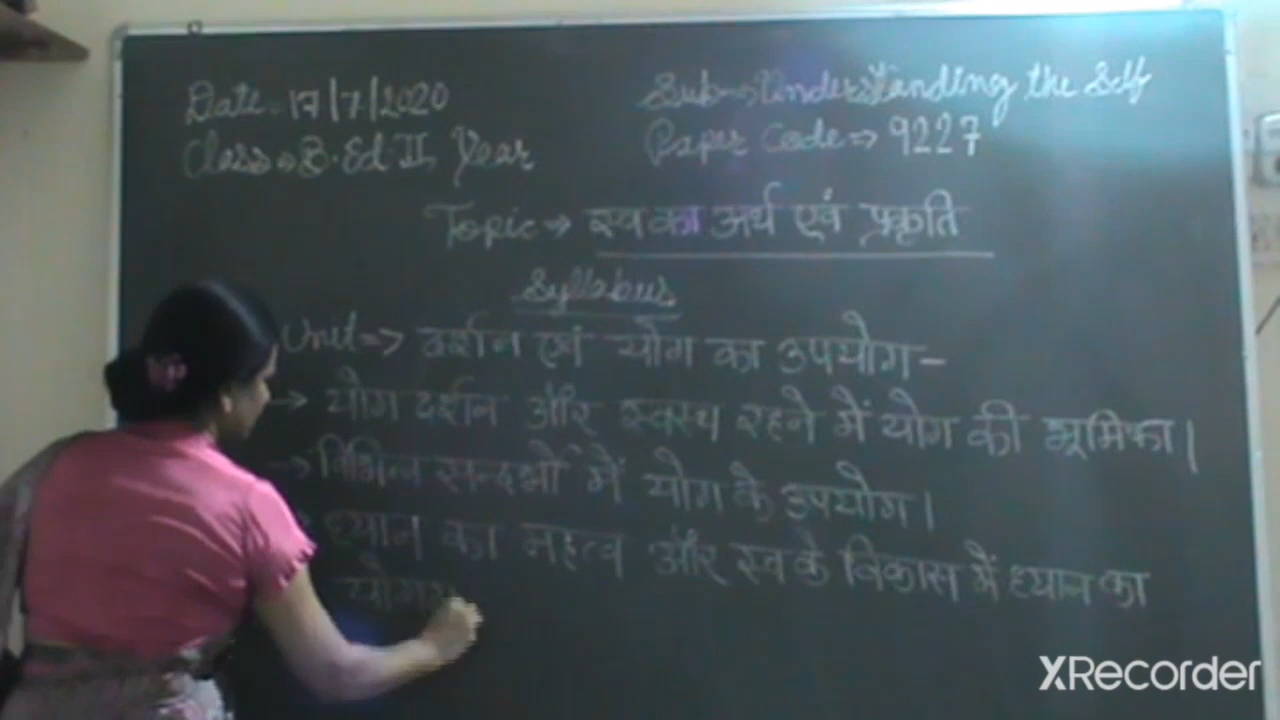 Date - 17/7/2020
Sub => Understanding the Self
Class => B.Ed II, Year
Paper Code => 9227
Topic => स्व का अर्थ एवं प्रकृति
Syllabus
Unit => दर्शन एवं योग का उपयोग -
→ योग दर्शन और स्वस्थ रहने में योग की भूमिका।
→ विभिन्न सन्दर्भों में योग के उपयोग।
ध्यान का महत्व और स्व के विकास में ध्यान का
XRecorder